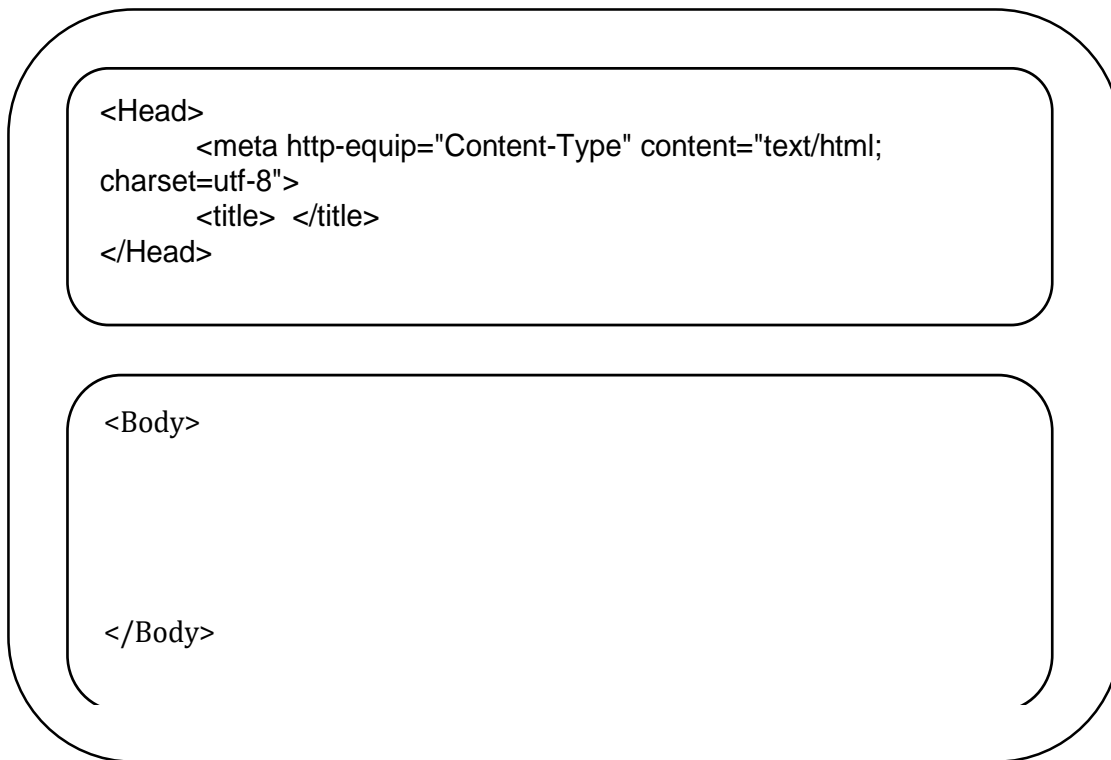 <Head>
<meta http-equip="Content-Type" content="text/html;
charset=utf-8">
<title>  </title>
</Head>
<Body>
</Body>